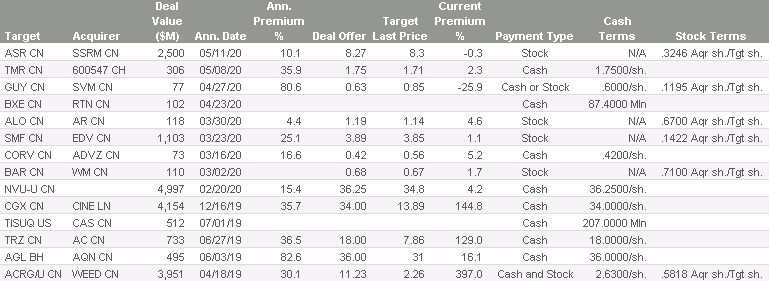 Deal Ann. Current
Value Premium Target Premium Cash
Target Acquirer ($M) Ann. Date % Deal Offer Last Price % Payment Type Terms Stock Terms
ASR CN SSRM CN 2,500 05/11/20 10.1 8.27 8.3 -0.3 Stock N/A .3246 Aqr sh./Tgt sh.
TMR CN 600547 CH 306 05/08/20 35.9 1.75 1.71 2.3 Cash 1.7500/sh.
GUY CN SVM CN 77 04/27/20 80.6 0.63 0.85 -25.9 Cash or Stock .6000/sh. .1195 Aqr sh./Tgt sh.
BXE CN RTN CN 102 04/23/20 Cash 87.4000 Mln
ALO CN AR CN 118 03/30/20 4.4 1.19 1.14 4.6 Stock N/A .6700 Aqr sh./Tgt sh.
SMF CN EDV CN 1,103 03/23/20 25.1 3.89 3.85 1.1 Stock N/A .1422 Aqr sh./Tgt sh.
CORV CN ADVZ CN 73 03/16/20 16.6 0.42 0.56 5.2 Cash .4200/sh.
BAR CN WM CN 110 03/02/20 0.68 0.67 1.7 Stock N/A .7100 Aqr sh./Tgt sh.
NVU-U CN 4,997 02/20/20 15.4 36.25 34.8 4.2 Cash 36.2500/sh.
CGX CN CINE LN 4,154 12/16/19 35.7 34.00 13.89 144.8 Cash 34.0000/sh.
TISUQ US CAS CN 512 07/01/19 Cash 207.0000 Mln
TRZ CN AC CN 733 06/27/19 36.5 18.00 7.86 129.0 Cash 18.0000/sh.
AGL BH AQN CN 495 06/03/19 82.6 36.00 31 16.1 Cash 36.0000/sh.
ACRG/U CN WEED CN 3,951 04/18/19 30.1 11.23 2.26 397.0 Cash and Stock 2.6300/sh. .5818 Aqr sh./Tgt sh.